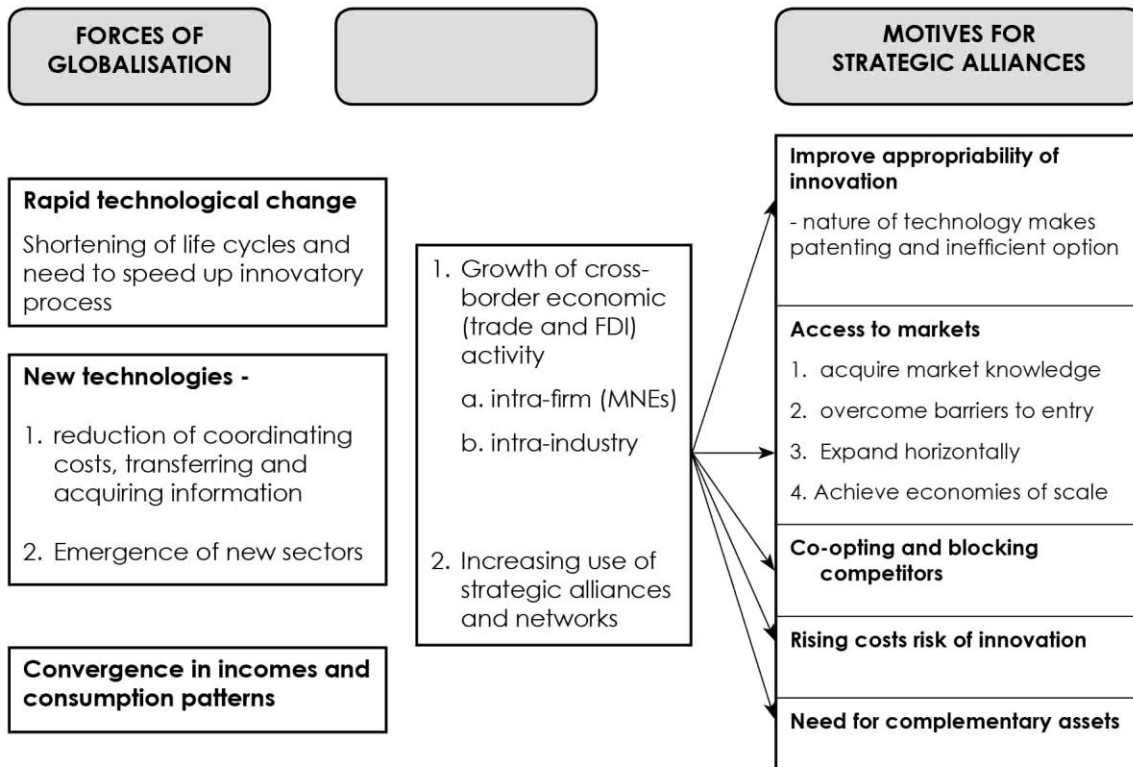 FORCES OF
GLOBALISATION
MOTIVES FOR
STRATEGIC ALLIANCES
Rapid technological change
Shortening of life cycles and
need to speed up innovatory
process
New technologies -
1. reduction of coordinating
costs, transferring and
acquiring information
2. Emergence of new sectors
Convergence in incomes and
consumption patterns
1. Growth of cross-
border economic
(trade and FDI)
activity
a. intra-firm (MNEs)
b. intra-industry
2. Increasing use of
strategic alliances
and networks
Improve appropriability of
innovation
- nature of technology makes
patenting and inefficient option
Access to markets
1. acquire market knowledge
2. overcome barriers to entry
3. Expand horizontally
4. Achieve economies of scale
Co-opting and blocking
competitors
Rising costs risk of innovation
Need for complementary assets